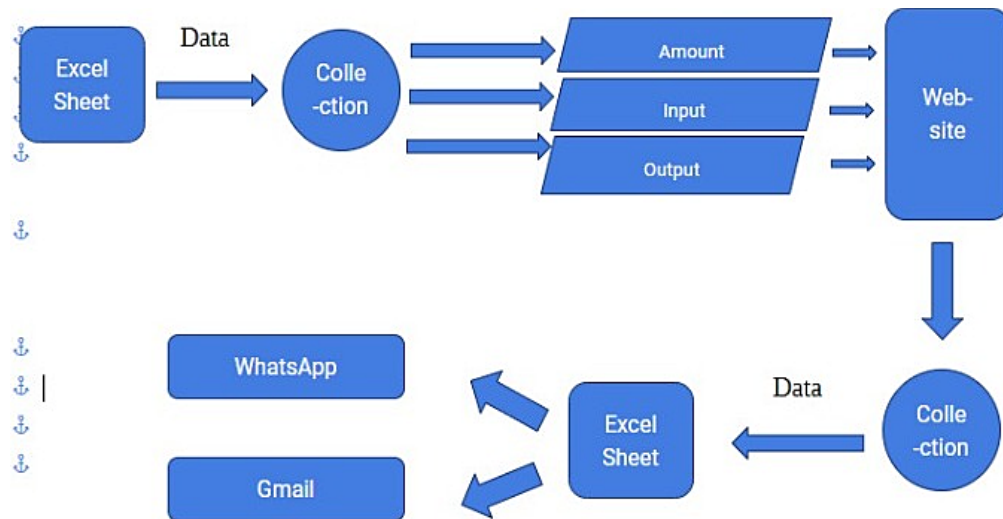 Data
Excel
Sheet
Colle
-ction
Amount
Input
Output
Web-
site
WhatsApp
Gmail
Excel
Sheet
Data
Colle
-ction